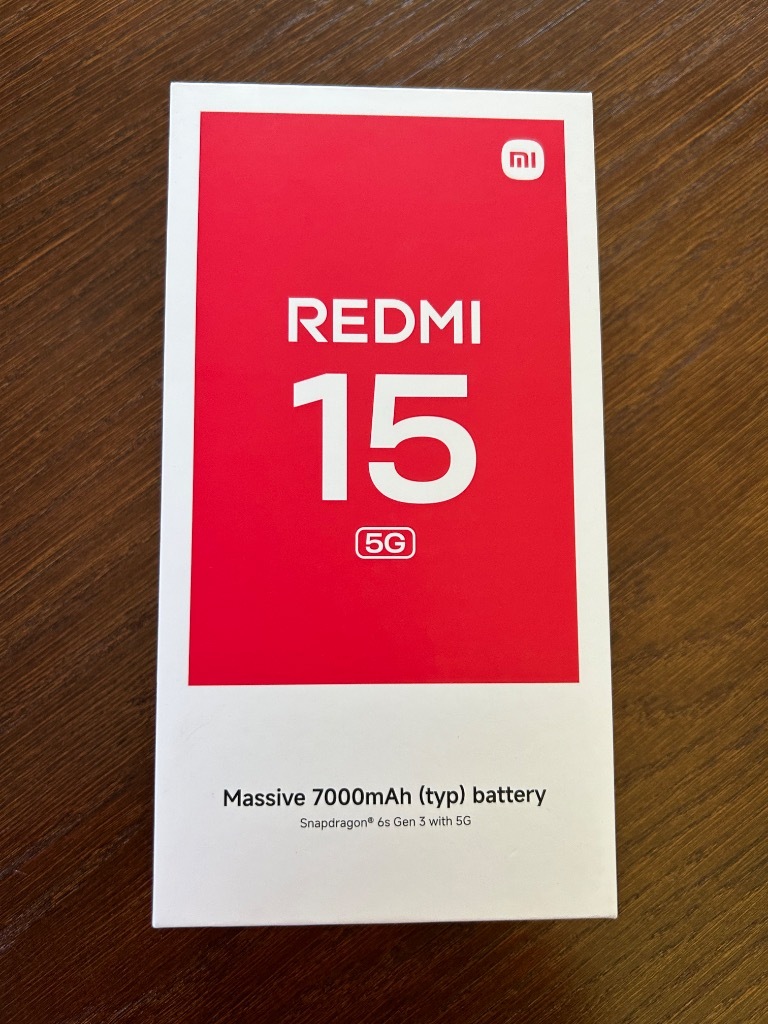 mi
REDMI
15
5G
Massive 7000mAh (typ) battery
Snapdragon® 6s Gen 3 with 5G